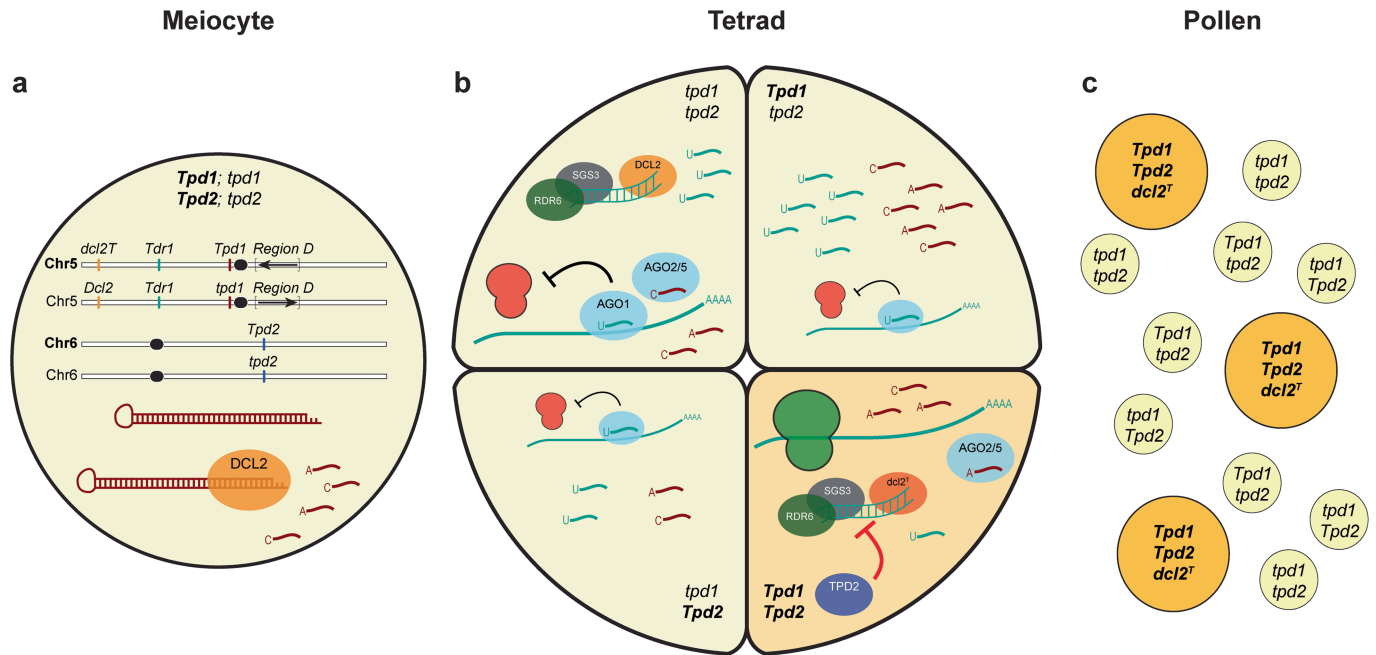 Meiocyte
Tetrad
Pollen
a
Tpd1; tpd1
Tpd2; tpd2
dcl2T Tdr1 Tpd1 [Region D]
Chr5
Dcl2 Tdr1 tpd1 [Region D]
Chr5
Tpd2
Chr6
tpd2
Chr6
DCL2
A
C
A
C
b
tpd1
tpd2
DCL2
SGS3
RDR6
U
U
U
AGO2/5
C
AGO1
U
AAAA
A
C
Tpd1
tpd2
C
U
A
U
C
A
U
U
A
U
C
U
AAAA
U
AAAA
U
A
U
C
tpd1
Tpd2
C
A
A
AAAA
AGO2/5
A
dcl2T
SGS3
RDR6
U
TPD2
Tpd1
Tpd2
c
Tpd1
Tpd2
dcl2T
tpd1
tpd2
tpd1
tpd2
Tpd1
tpd2
tpd1
Tpd2
Tpd1
tpd2
Tpd1
Tpd2
dcl2T
tpd1
Tpd2
Tpd1
tpd2
tpd1
Tpd2
Tpd1
Tpd2
dcl2T
tpd1
tpd2